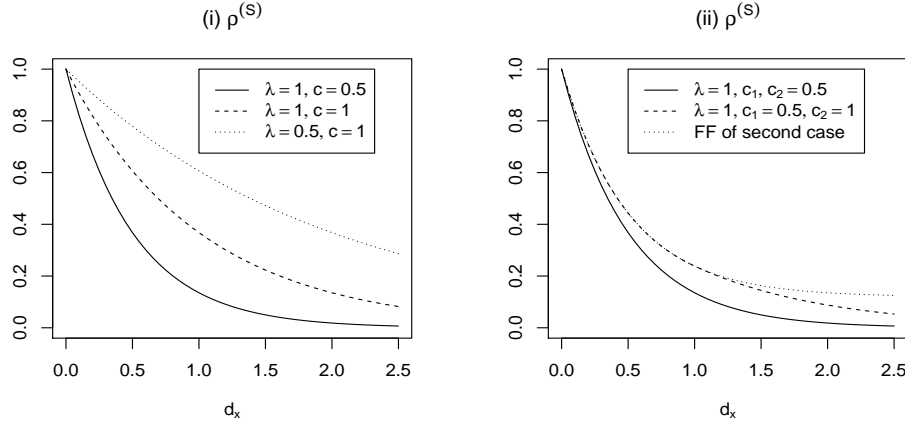 (i) ρ^(S)
λ = 1, c = 0.5
λ = 1, c = 1
λ = 0.5, c = 1
0.0 0.2 0.4 0.6 0.8 1.0
0.0 0.5 1.0 1.5 2.0 2.5
d_x
(ii) ρ^(S)
λ = 1, c₁, c₂ = 0.5
λ = 1, c₁ = 0.5, c₂ = 1
FF of second case
0.0 0.2 0.4 0.6 0.8 1.0
0.0 0.5 1.0 1.5 2.0 2.5
d_x